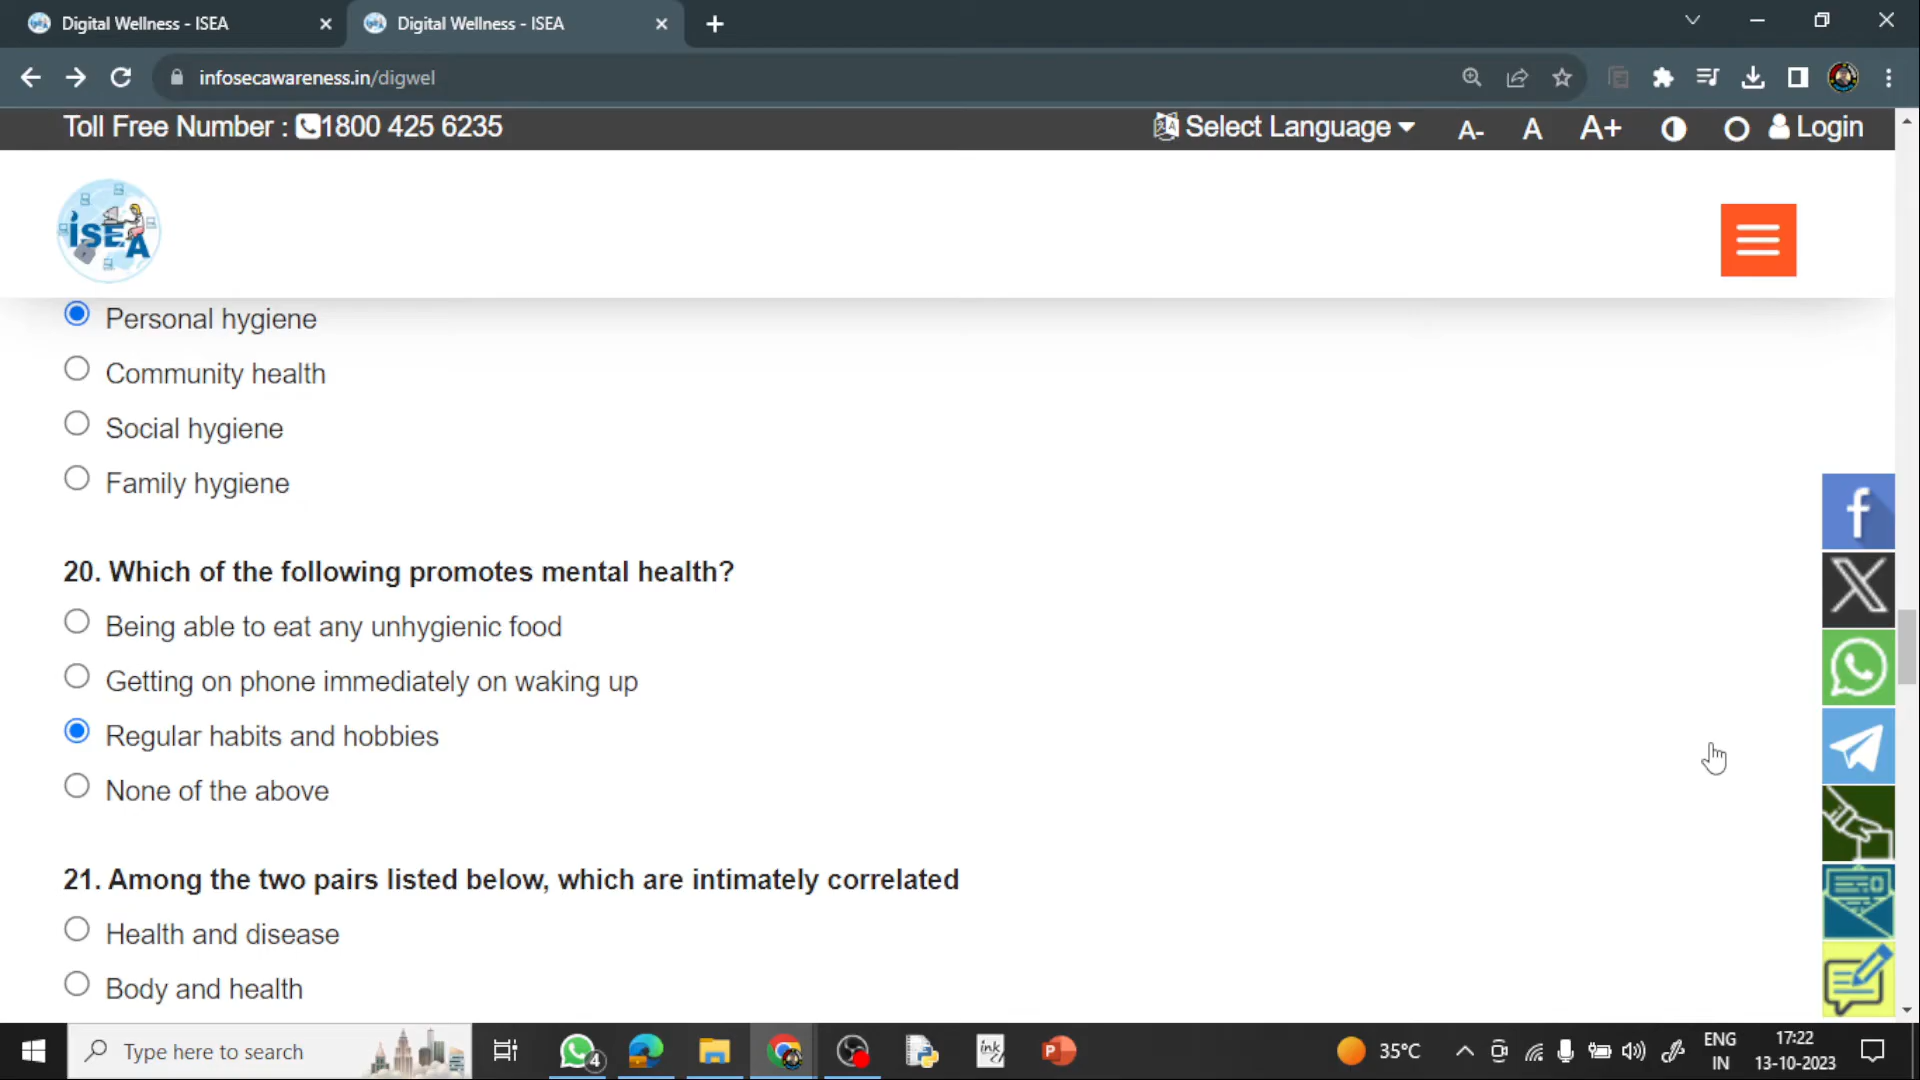 Digital Wellness - ISEA
Digital Wellness - ISEA
infosecawareness.in/digwel
Toll Free Number : 1800 425 6235
Select Language
A-
A
A+
Login
iSEA
Personal hygiene
Community health
Social hygiene
Family hygiene
20. Which of the following promotes mental health?
Being able to eat any unhygienic food
Getting on phone immediately on waking up
Regular habits and hobbies
None of the above
21. Among the two pairs listed below, which are intimately correlated
Health and disease
Body and health
Type here to search
4
35°C
ENG
IN
17:22
13-10-2023